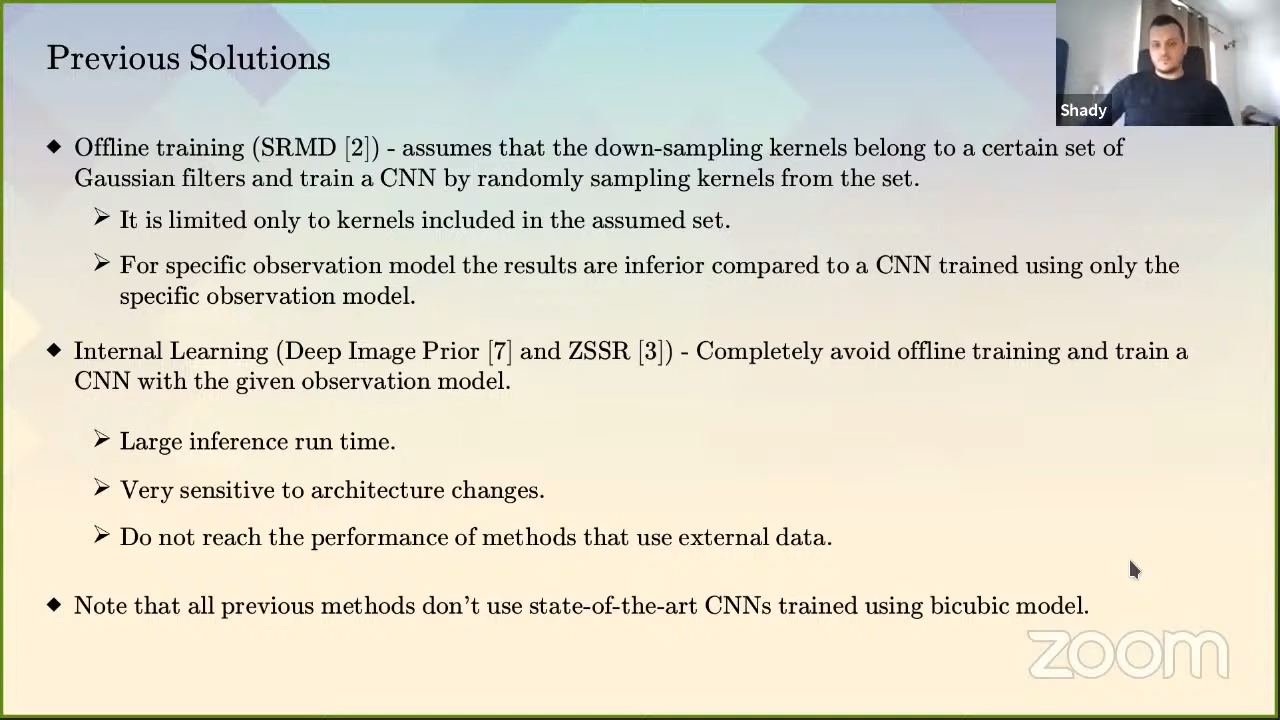 Previous Solutions
Shady
◆ Offline training (SRMD [2]) - assumes that the down-sampling kernels belong to a certain set of
Gaussian filters and train a CNN by randomly sampling kernels from the set.
➢ It is limited only to kernels included in the assumed set.
➢ For specific observation model the results are inferior compared to a CNN trained using only the
specific observation model.
◆ Internal Learning (Deep Image Prior [7] and ZSSR [3]) - Completely avoid offline training and train a
CNN with the given observation model.
➢ Large inference run time.
➢ Very sensitive to architecture changes.
➢ Do not reach the performance of methods that use external data.
◆ Note that all previous methods don't use state-of-the-art CNNs trained using bicubic model.
zoom